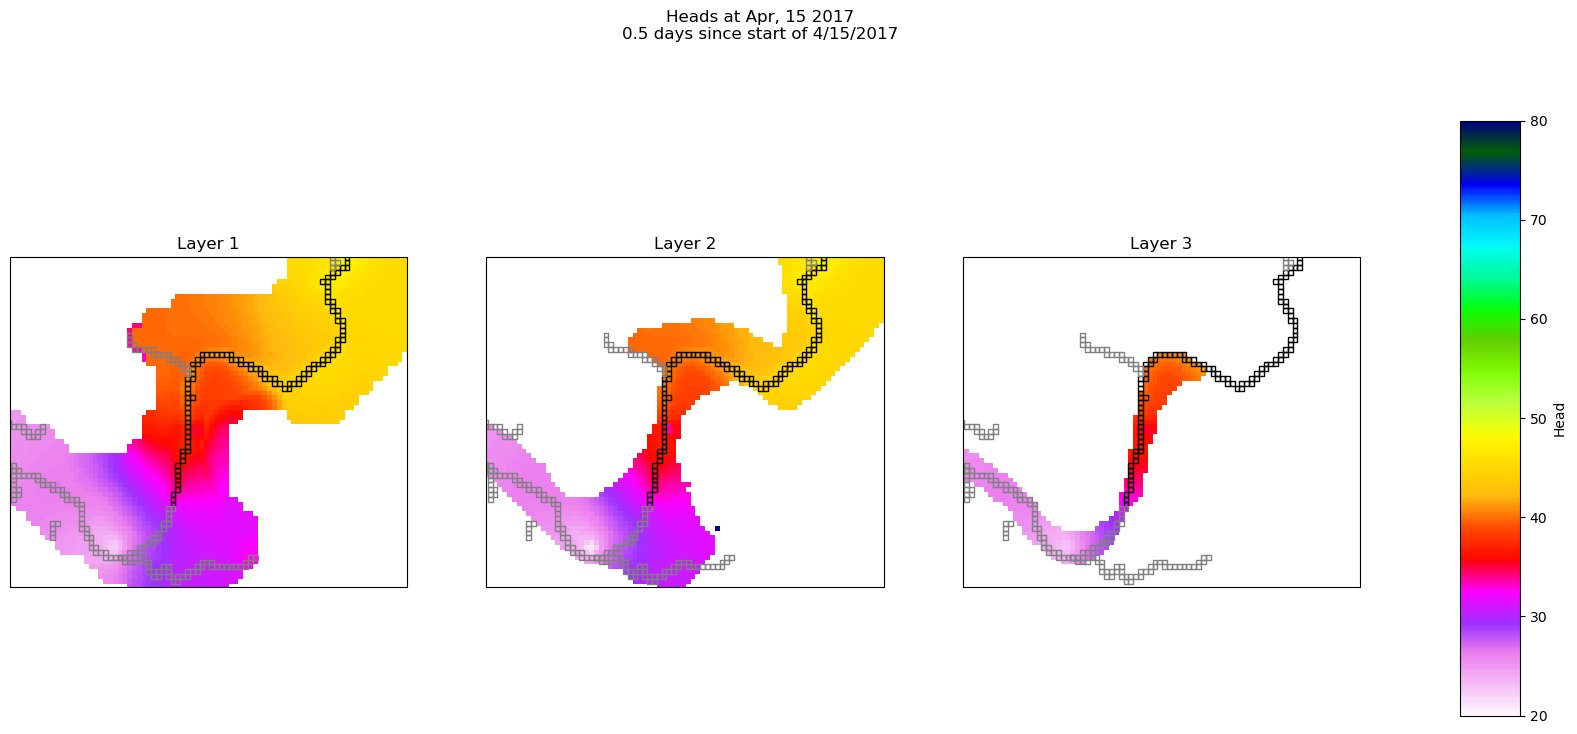 Heads at Apr, 15 2017
0.5 days since start of 4/15/2017
Layer 1
Layer 2
Layer 3
80
70
60
50
40
30
20
Head